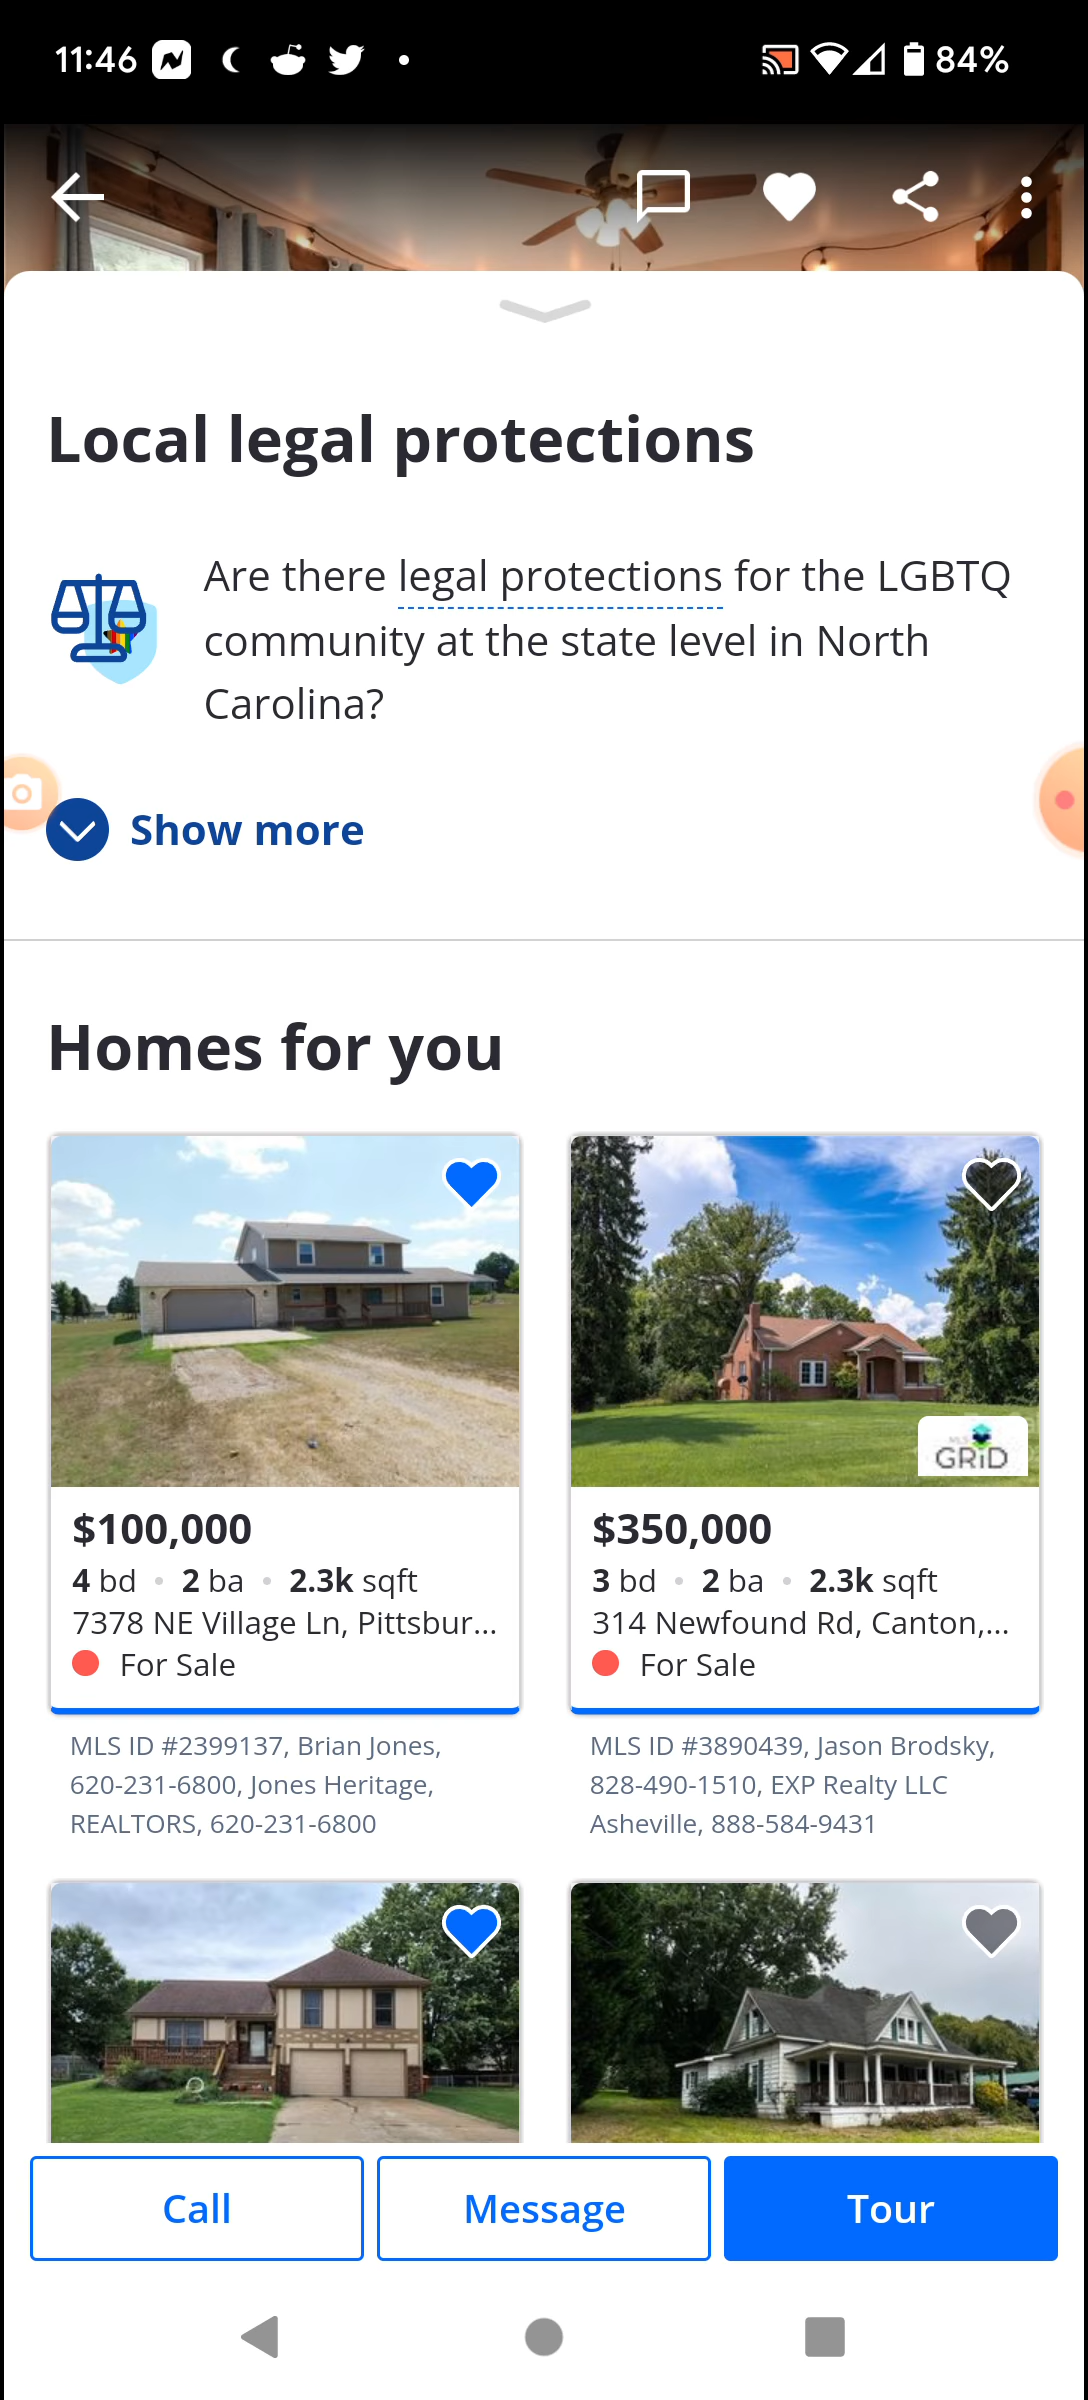 11:46
84%
Local legal protections
Are there legal protections for the LGBTQ
community at the state level in North
Carolina?
Show more
Homes for you
GRiD
$100,000
4 bd • 2 ba • 2.3k sqft
7378 NE Village Ln, Pittsbur...
For Sale
MLS ID #2399137, Brian Jones,
620-231-6800, Jones Heritage,
REALTORS, 620-231-6800
$350,000
3 bd • 2 ba • 2.3k sqft
314 Newfound Rd, Canton,...
For Sale
MLS ID #3890439, Jason Brodsky,
828-490-1510, EXP Realty LLC
Asheville, 888-584-9431
Call
Message
Tour